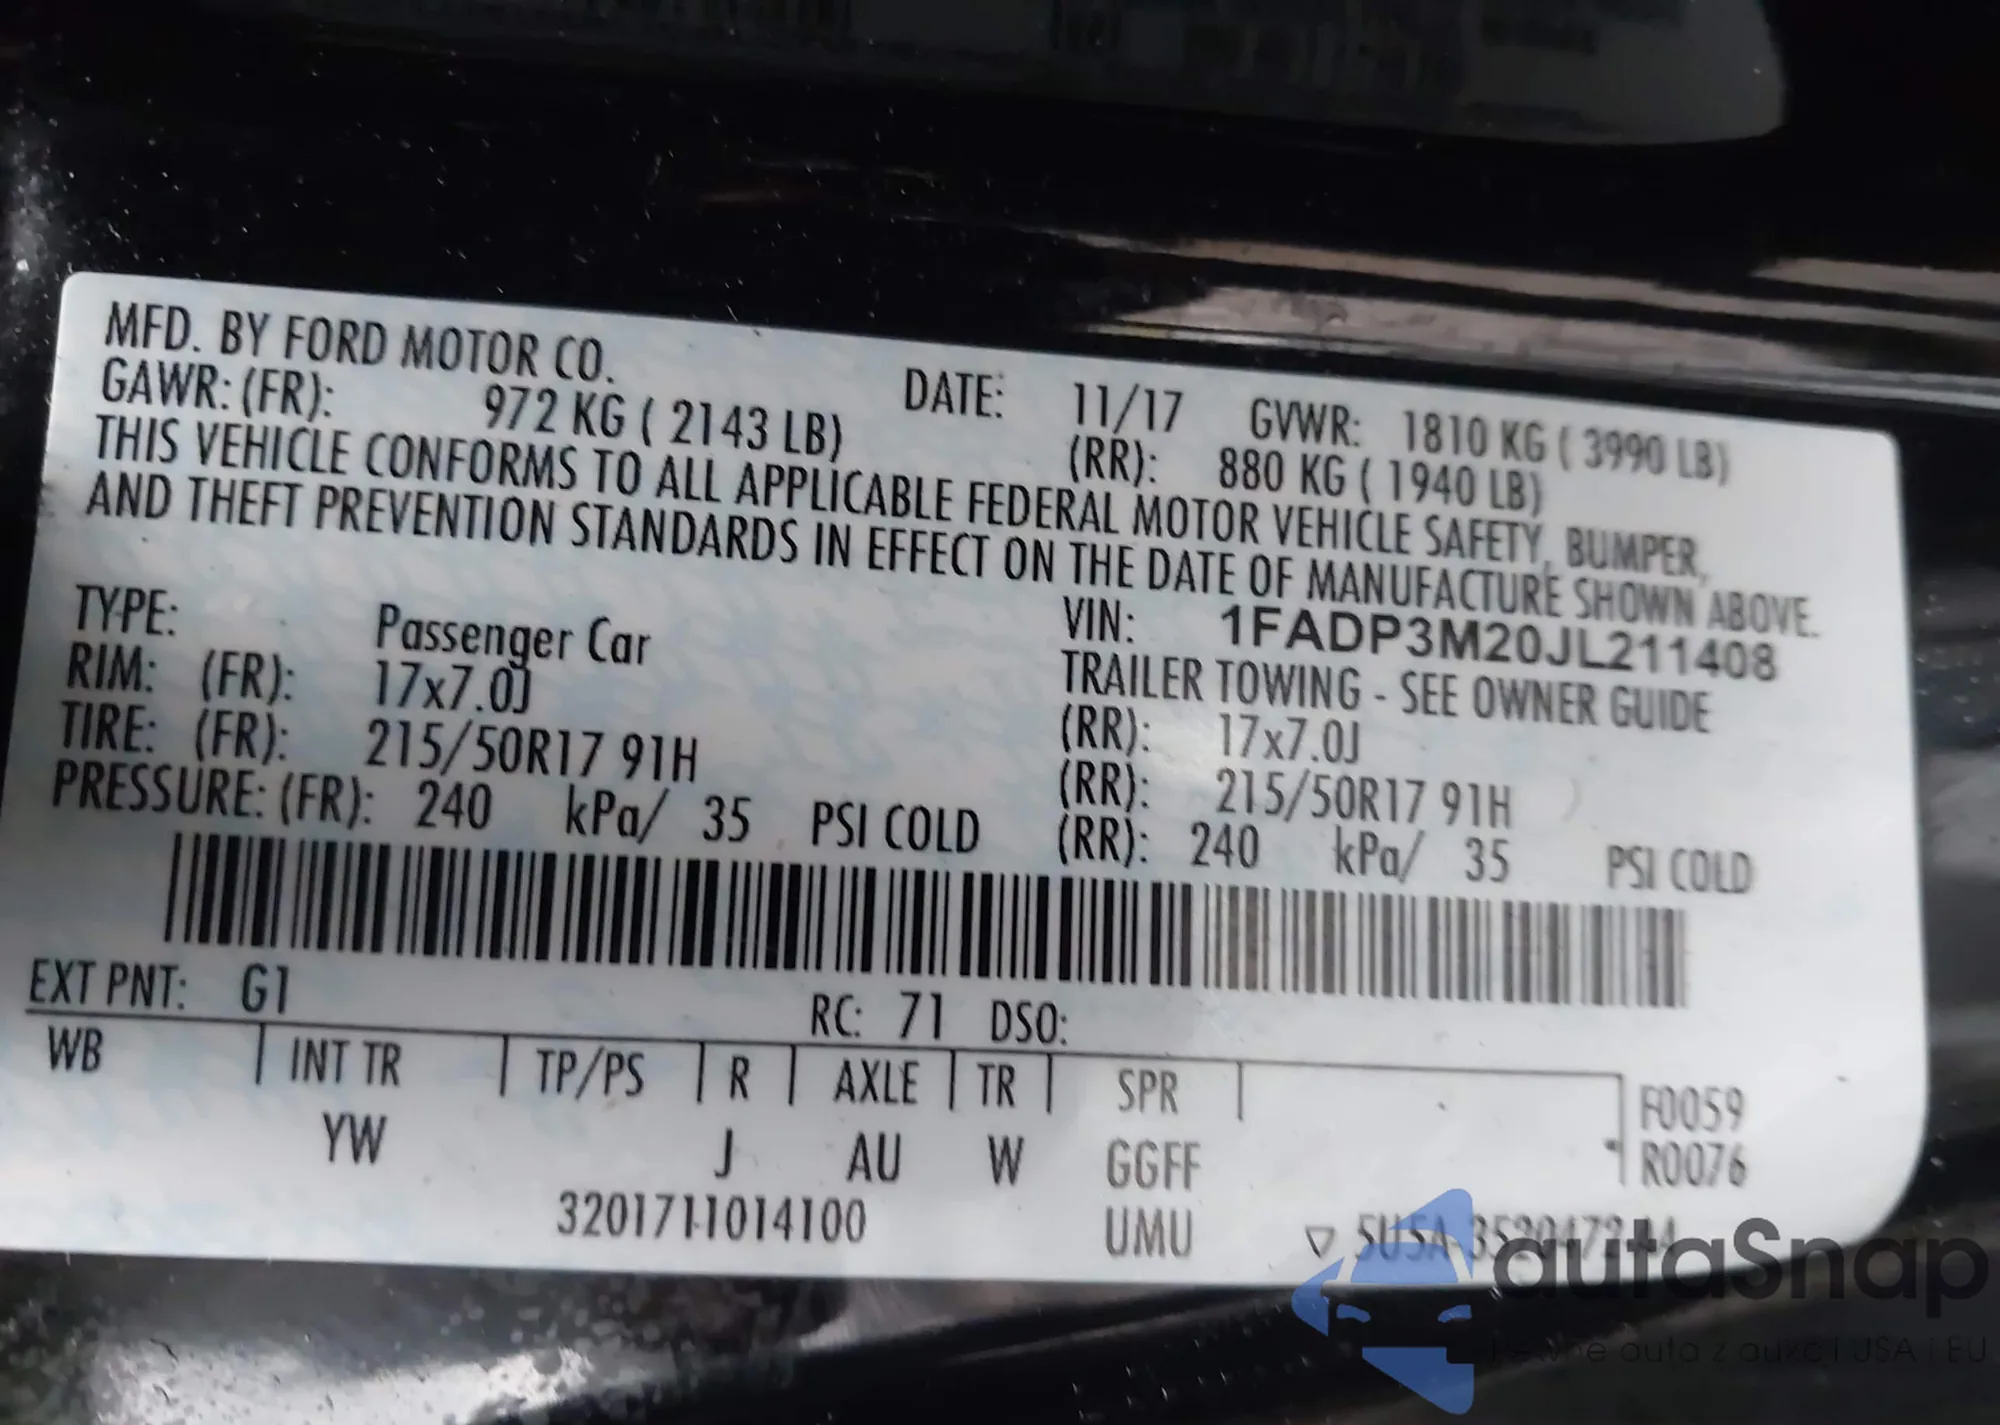 MFD. BY FORD MOTOR CO. DATE: 11/17 GVWR: 1810 KG ( 3990 LB)
GAWR: (FR): 972 KG ( 2143 LB) (RR): 880 KG ( 1940 LB)
THIS VEHICLE CONFORMS TO ALL APPLICABLE FEDERAL MOTOR VEHICLE SAFETY, BUMPER,
AND THEFT PREVENTION STANDARDS IN EFFECT ON THE DATE OF MANUFACTURE SHOWN ABOVE.
VIN: 1FADP3M20JL211408
TYPE: Passenger Car TRAILER TOWING - SEE OWNER GUIDE
RIM: (FR): 17x7.0J (RR): 17x7.0J
TIRE: (FR): 215/50R17 91H (RR): 215/50R17 91H
PRESSURE: (FR): 240 kPa/ 35 PSI COLD (RR): 240 kPa/ 35 PSI COLD
EXT PNT: G1 RC: 71 DSO:
WB INT TR TP/PS R AXLE TR SPR F0059
YW J AU W GGFF R0076
3201711014100 UMU
autaSnap
auta z aukcji USA i EU